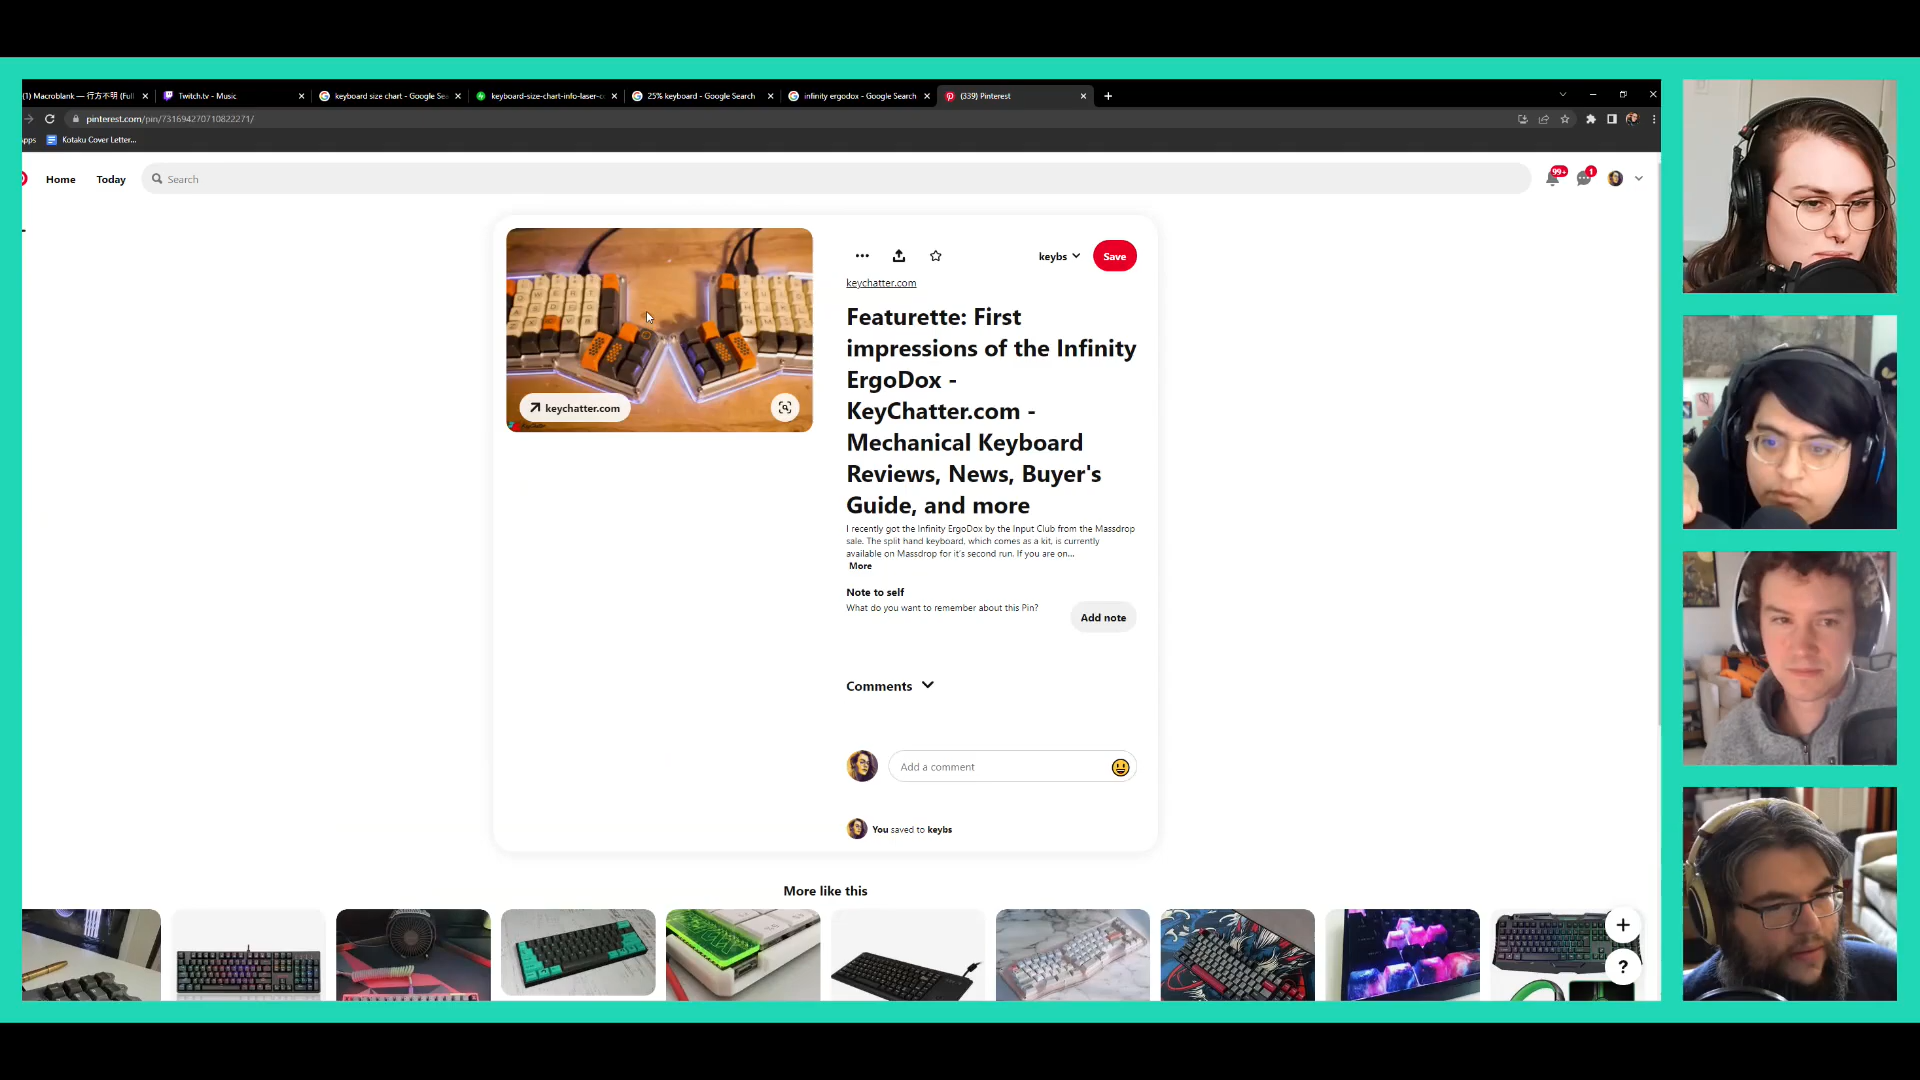 (1) Macroblank — 行方不明 (Full
Twitch.tv - Music
keyboard size chart - Google Se
keyboard-size-chart-info-laser-c
25% keyboard - Google Search
infinity ergodox - Google Search
(339) Pinterest
pinterest.com/pin/731694270710822271/
Apps
Kotaku Cover Letter...
Home
Today
Search
99+
1
keybs
Save
keychatter.com
Featurette: First
impressions of the Infinity
ErgoDox -
KeyChatter.com -
Mechanical Keyboard
Reviews, News, Buyer's
Guide, and more
I recently got the Infinity ErgoDox by the Input Club from the Massdrop
sale. The split hand keyboard, which comes as a kit, is currently
available on Massdrop for it's second run. If you are on...
More
keychatter.com
KeyChatter
Note to self
What do you want to remember about this Pin?
Add note
Comments
Add a comment
You saved to keybs
More like this
+
?